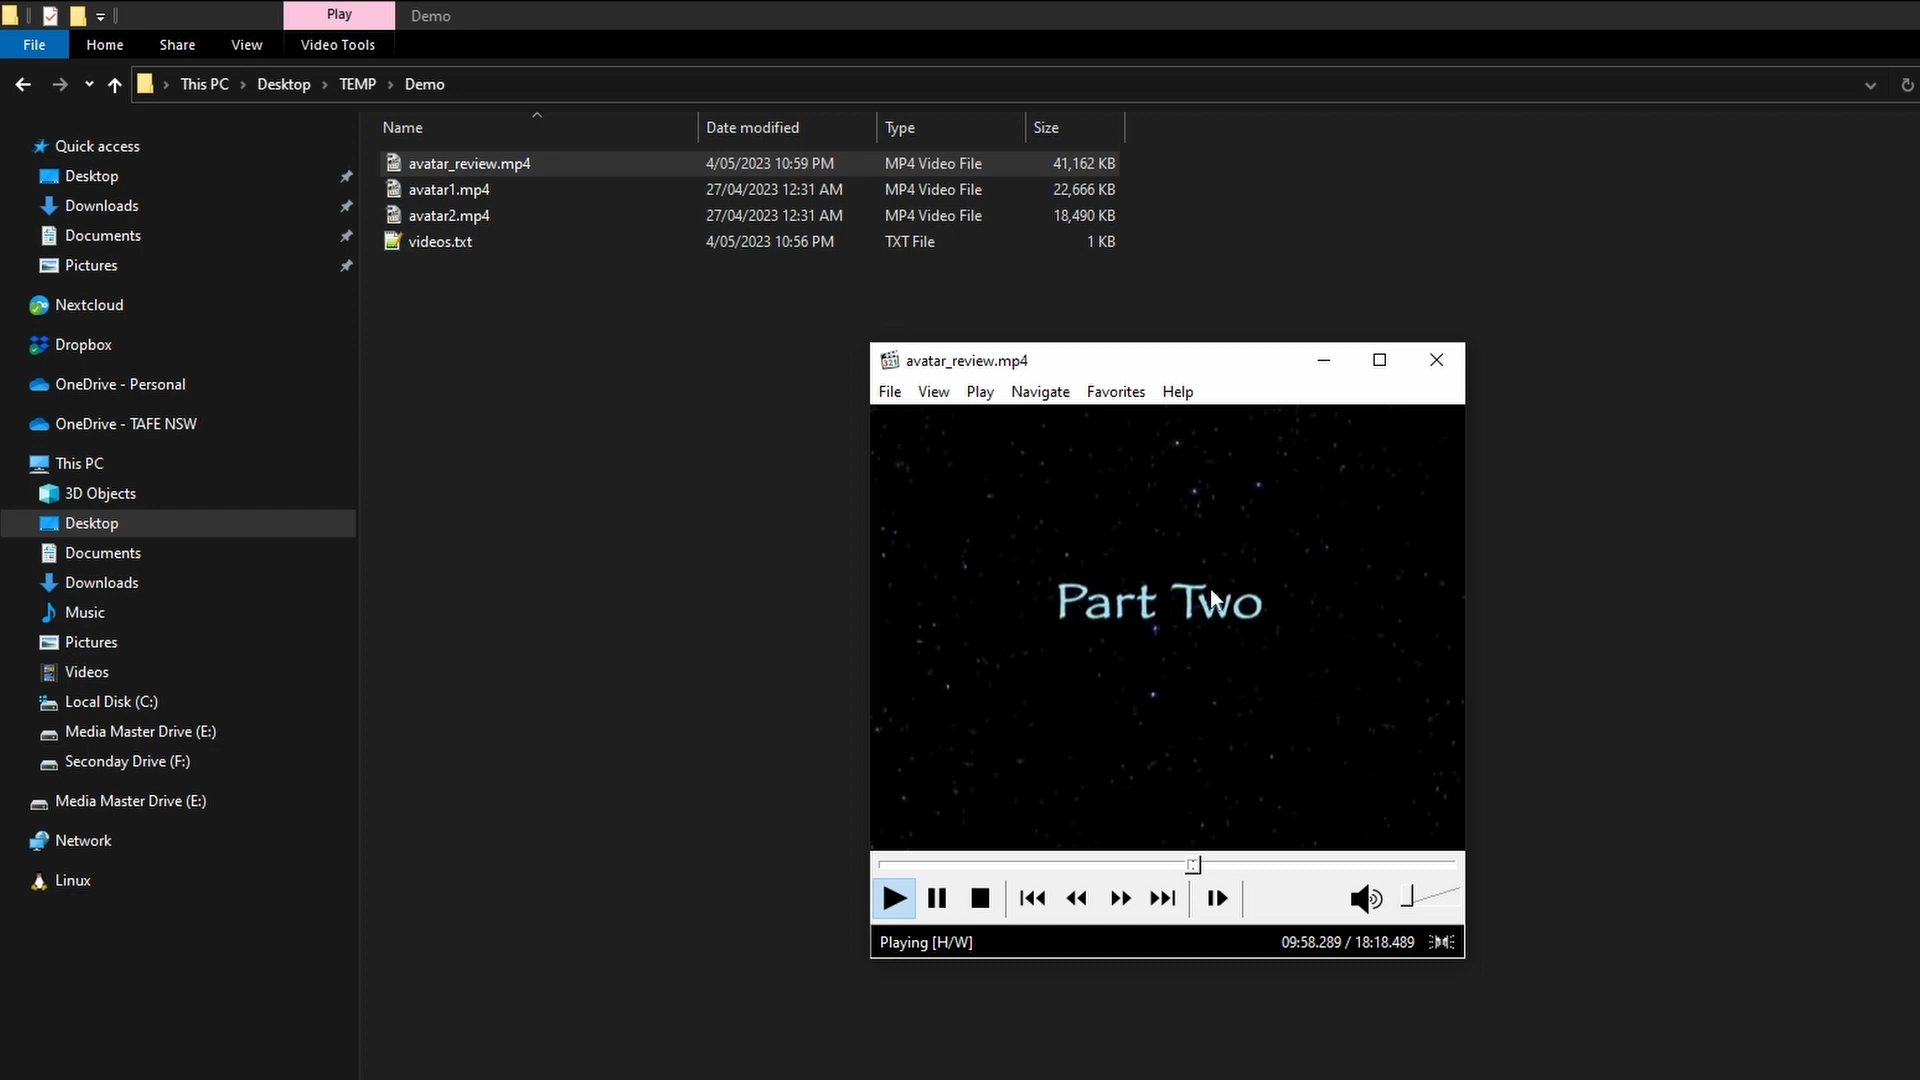 Play Demo
File Home Share View Video Tools
This PC Desktop TEMP Demo
Name Date modified Type Size
avatar_review.mp4 4/05/2023 10:59 PM MP4 Video File 41,162 KB
avatar1.mp4 27/04/2023 12:31 AM MP4 Video File 22,666 KB
avatar2.mp4 27/04/2023 12:31 AM MP4 Video File 18,490 KB
videos.txt 4/05/2023 10:56 PM TXT File 1 KB
Quick access
Desktop
Downloads
Documents
Pictures
Nextcloud
Dropbox
OneDrive - Personal
OneDrive - TAFE NSW
This PC
3D Objects
Desktop
Documents
Downloads
Music
Pictures
Videos
Local Disk (C:)
Media Master Drive (E:)
Seconday Drive (F:)
Media Master Drive (E:)
Network
Linux
avatar_review.mp4
File View Play Navigate Favorites Help
Part Two
Playing [H/W] 09:58.289 / 18:18.489